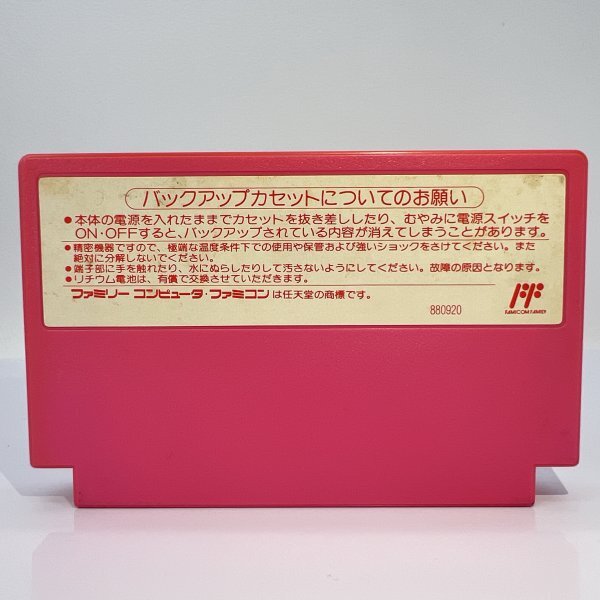 バックアップカセットについてのお願い
●本体の電源を入れたままでカセットを抜き差ししたり、むやみに電源スイッチを
ON・OFFすると、バックアップされている内容が消えてしまうことがあります。
●精密機器ですので、極端な温度条件下での使用や保管および強いショックをさけてください。また
絶対に分解しないでください。
●端子部に手を触れたり、水にぬらしたりして汚さないようにしてください。故障の原因となります。
●リチウム電池は、有償で交換させていただきます。
ファミリー コンピュータ・ファミコンは任天堂の商標です。
880920
FAMICOM FAMILY